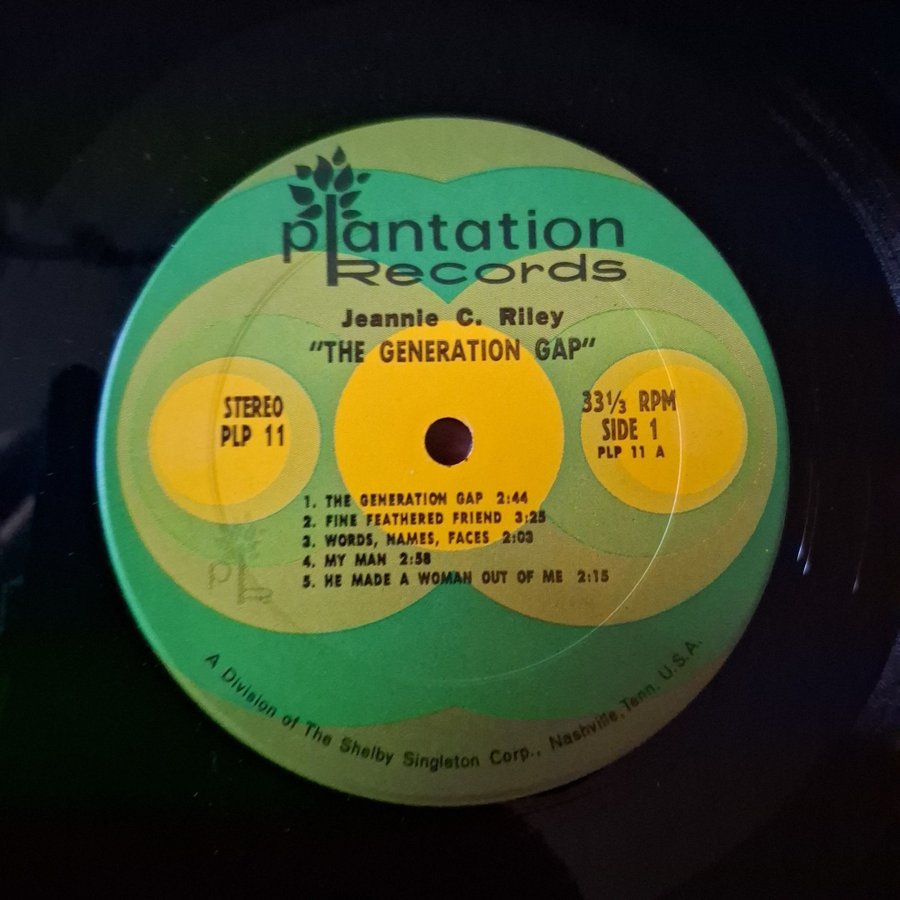 plantation
Records
Jeannie C. Riley
"THE GENERATION GAP"
STEREO
PLP 11
33⅓ RPM
SIDE 1
PLP 11 A
1. THE GENERATION GAP 2:44
2. FINE FEATHERED FRIEND 3:25
3. WORDS, NAMES, FACES 2:03
4. MY MAN 2:58
5. HE MADE A WOMAN OUT OF ME 2:15
A Division of The Shelby Singleton Corp., Nashville, Tenn. U.S.A.